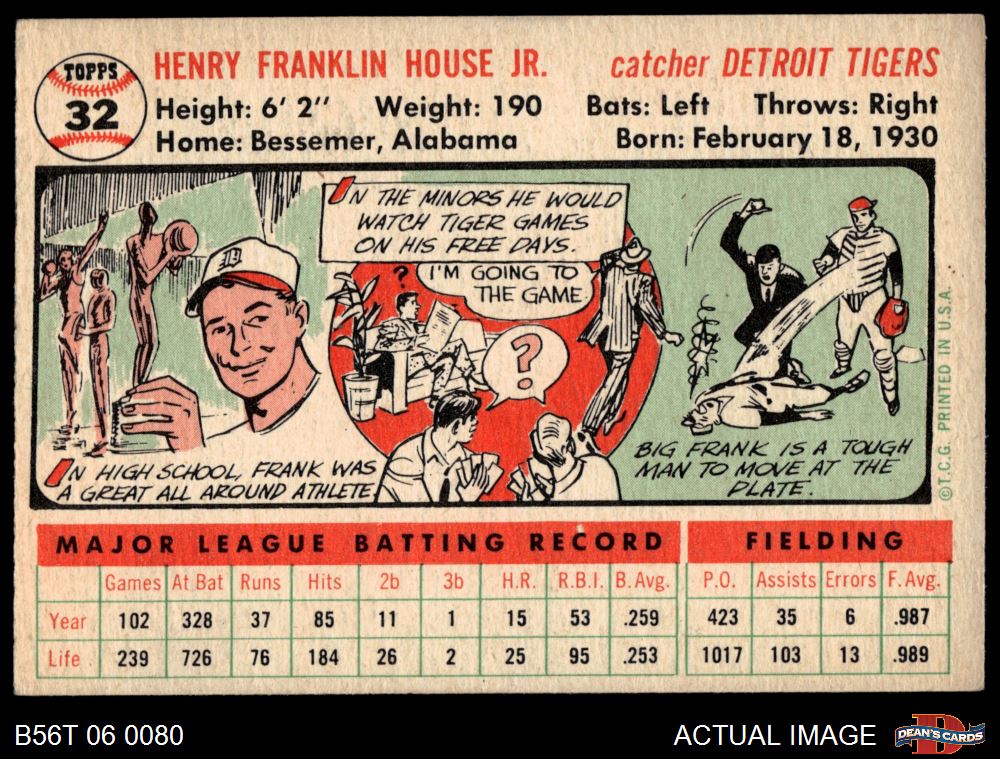 TOPPS
32
HENRY FRANKLIN HOUSE JR. catcher DETROIT TIGERS
Height: 6' 2" Weight: 190 Bats: Left Throws: Right
Home: Bessemer, Alabama Born: February 18, 1930
D
IN HIGH SCHOOL, FRANK WAS
A GREAT ALL AROUND ATHLETE
IN THE MINORS HE WOULD
WATCH TIGER GAMES
ON HIS FREE DAYS.
?
I'M GOING TO
THE GAME
?
BIG FRANK IS A TOUGH
MAN TO MOVE AT THE
PLATE.
©T.C.G. PRINTED IN U.S.A.
MAJOR LEAGUE BATTING RECORD FIELDING
Games At Bat Runs Hits 2b 3b H.R. R.B.I. B. Avg. P.O. Assists Errors F. Avg.
Year 102 328 37 85 11 1 15 53 .259 423 35 6 .987
Life 239 726 76 184 26 2 25 95 .253 1017 103 13 .989
B56T 06 0080 ACTUAL IMAGE
D
DEAN'S CARDS